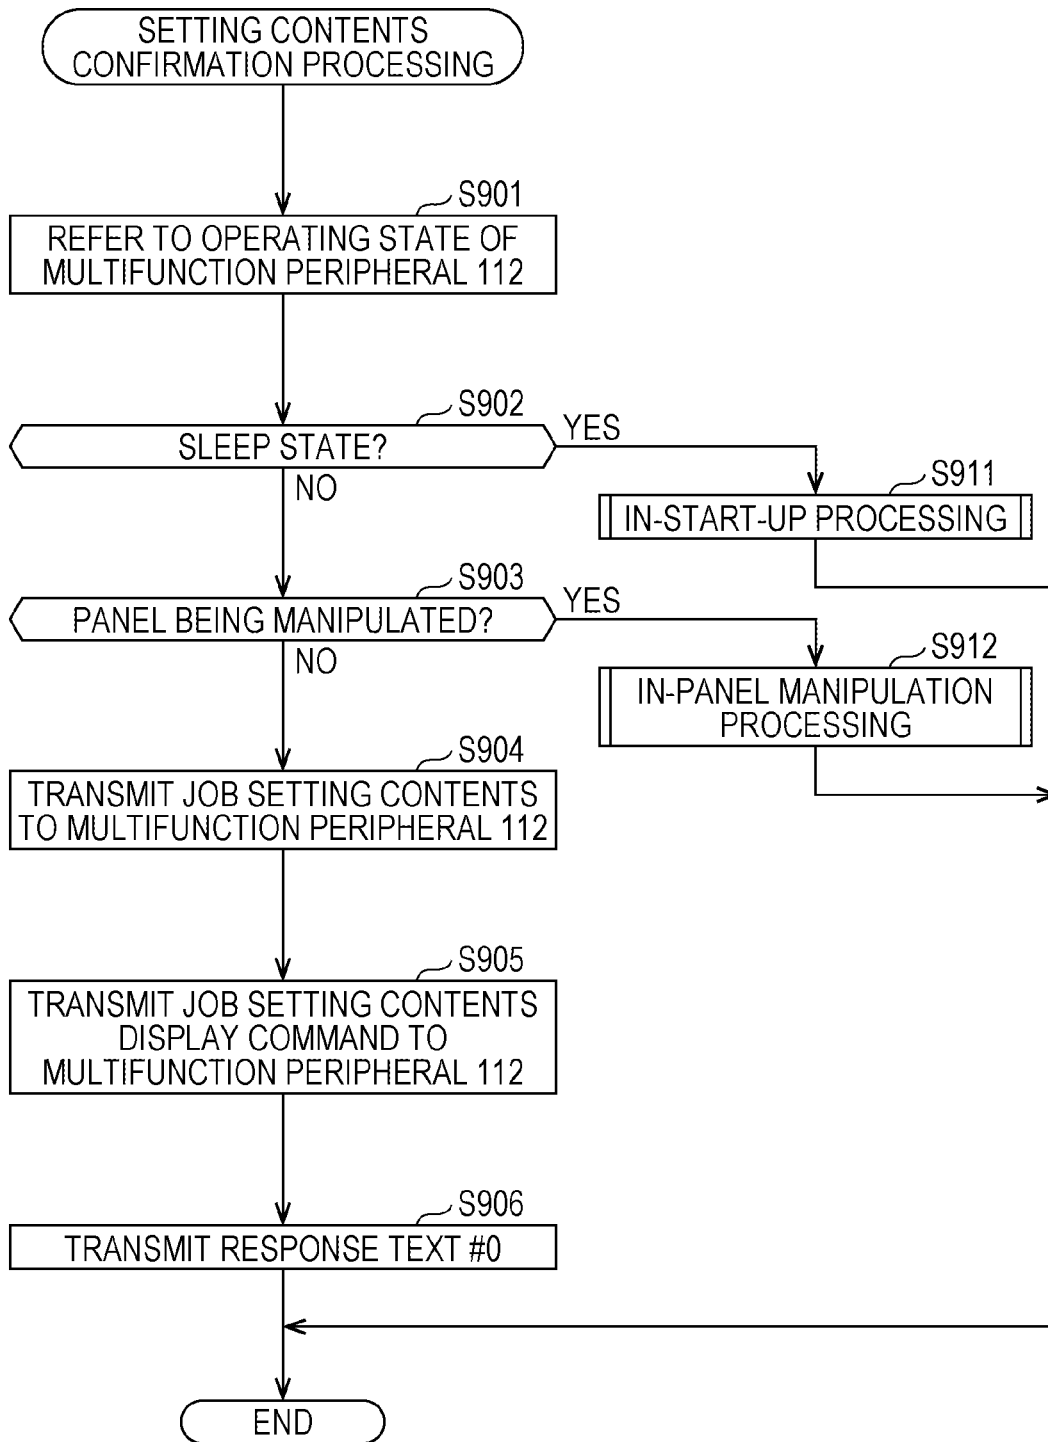 SETTING CONTENTS
CONFIRMATION PROCESSING
S901
REFER TO OPERATING STATE OF
MULTIFUNCTION PERIPHERAL 112
S902
SLEEP STATE?
YES
NO
S911
IN-START-UP PROCESSING
S903
PANEL BEING MANIPULATED?
YES
NO
S912
IN-PANEL MANIPULATION
PROCESSING
S904
TRANSMIT JOB SETTING CONTENTS
TO MULTIFUNCTION PERIPHERAL 112
S905
TRANSMIT JOB SETTING CONTENTS
DISPLAY COMMAND TO
MULTIFUNCTION PERIPHERAL 112
S906
TRANSMIT RESPONSE TEXT #0
END